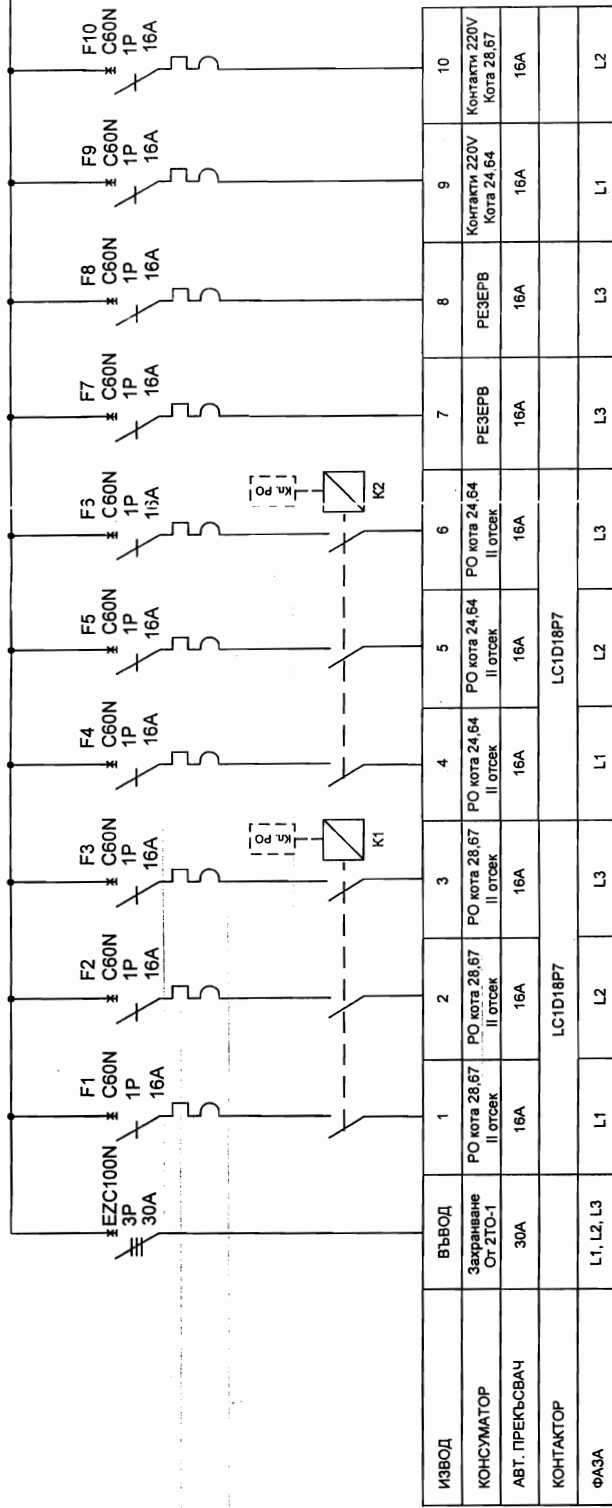 EZC100N
3P
30A
F1
C60N
1P
16A
F2
C60N
1P
16A
F3
C60N
1P
16A
F4
C60N
1P
16A
F5
C60N
1P
16A
F3
C60N
1P
16A
F7
C60N
1P
16A
F8
C60N
1P
16A
F9
C60N
1P
16A
F10
C60N
1P
16A
Кл. РО
K1
Кл. РО
K2
ИЗВОД
ВЪВОД
1
2
3
4
5
6
7
8
9
10
КОНСУМАТОР
Захранване
От 2ТО-1
РО кота 28,67
II отсек
РО кота 28,67
II отсек
РО кота 28,67
II отсек
РО кота 24,64
II отсек
РО кота 24,64
II отсек
РО кота 24,64
II отсек
РЕЗЕРВ
РЕЗЕРВ
Контакти 220V
Кота 24,64
Контакти 220V
Кота 28,67
АВТ. ПРЕКЪСВАЧ
30A
16A
16A
16A
16A
16A
16A
16A
16A
16A
16A
КОНТАКТОР
LC1D18P7
LC1D18P7
ФАЗА
L1, L2, L3
L1
L2
L3
L1
L2
L3
L3
L3
L1
L2